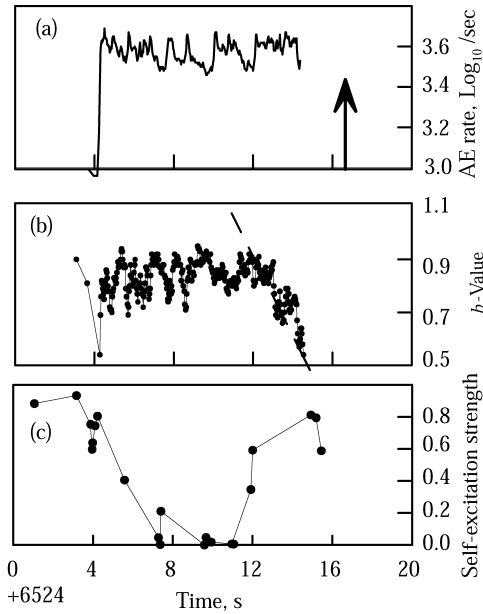 (a)
3.6
3.4
3.2
3.0
AE rate, Log10 /sec
(b)
1.1
0.9
0.7
0.5
b-Value
(c)
0.8
0.6
0.4
0.2
0.0
Self-excitation strength
0 4 8 12 16 20
+6524
Time, s